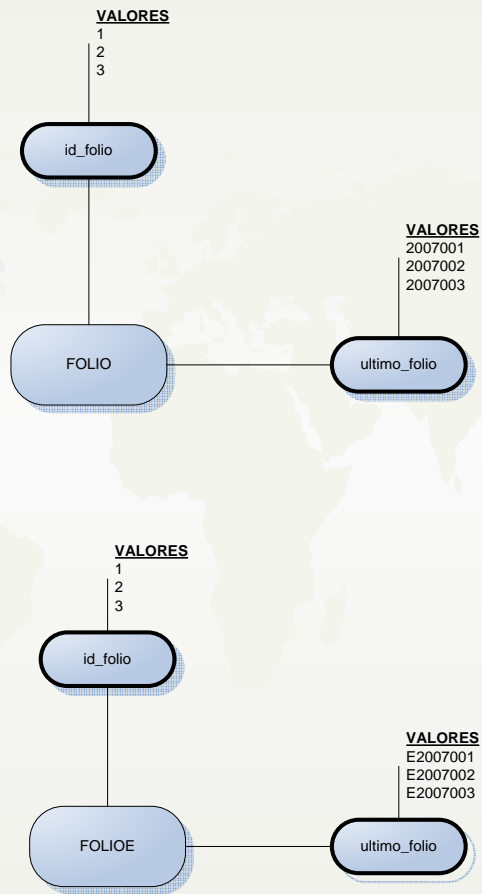 VALORES
1
2
3
id_folio
VALORES
2007001
2007002
2007003
FOLIO
ultimo_folio
VALORES
1
2
3
id_folio
VALORES
E2007001
E2007002
E2007003
FOLIOE
ultimo_folio